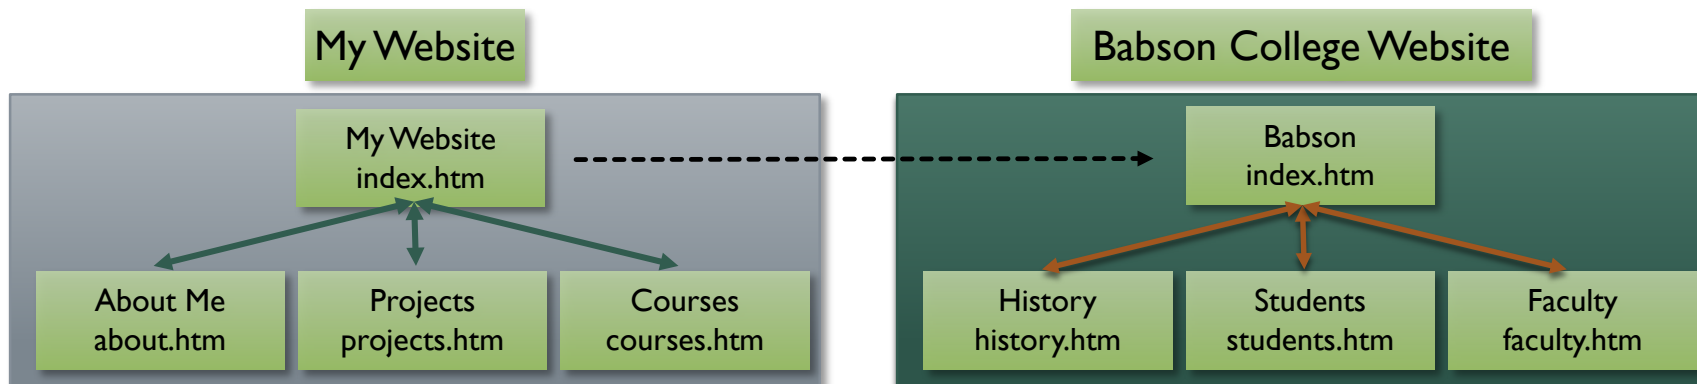 My Website
Babson College Website
My Website
index.htm
Babson
index.htm
About Me
about.htm
Projects
projects.htm
Courses
courses.htm
History
history.htm
Students
students.htm
Faculty
faculty.htm